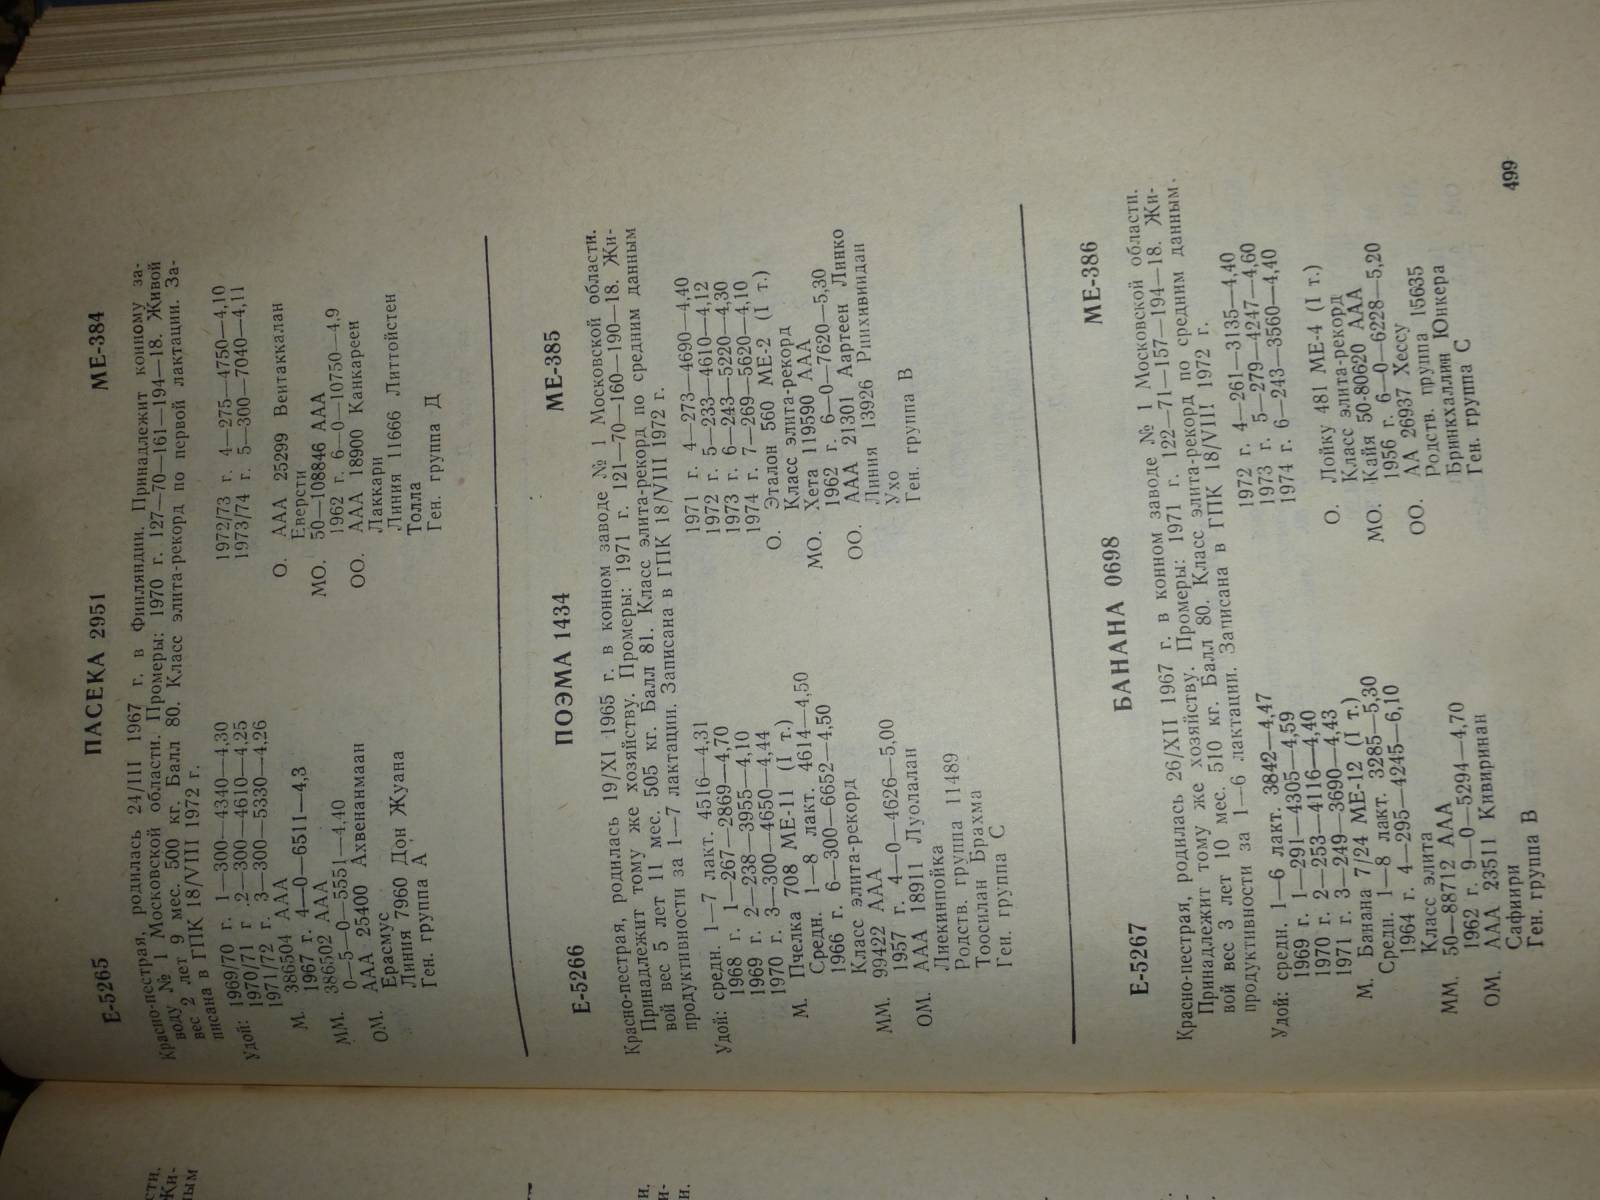 Е-5265 ПАСЕКА 2951 МЕ-384
Красно-пестрая, родилась 24/III 1967 г. в Финляндии. Принадлежит конному за-
воду № 1 Московской области. Промеры: 1970 г. 127—70—161—194—18. Живой
вес 2 лет 9 мес. 500 кг. Балл 80. Класс элита-рекорд по первой лактации. За-
писана в ГПК 18/VIII 1972 г.
Удой: 1969/70 г. 1—300—4340—4,30
1970/71 г. 2—300—4610—4,25
1971/72 г. 3—300—5330—4,26
М. 386504 ААА
1967 г. 4—0—6511—4,3
ММ. 386502 ААА
0—5—0—5551—4,40
ОМ. ААА 25400 Ахвенанмаан
Ерасмус
Линия 7960 Дон Жуана
Ген. группа А
1972/73 г. 4—275—4750—4,10
1973/74 г. 5—300—7040—4,11
О. ААА 25299 Вентаккалан
Еверсти
МО. 50—108846 ААА
1962 г. 6—0—10750—4,9
ОО. ААА 18900 Канкареен
Лаккари
Линия 11666 Литтойстен
Толла
Ген. группа Д
Е-5266 ПОЭМА 1434 МЕ-385
Красно-пестрая, родилась 19/XI 1965 г. в конном заводе № 1 Московской области.
Принадлежит тому же хозяйству. Промеры: 1971 г. 121—70—160—190—18. Жи-
вой вес 5 лет 11 мес. 505 кг. Балл 81. Класс элита-рекорд по средним данным
продуктивности за 1—7 лактации. Записана в ГПК 18/VIII 1972 г.
Удой: средн. 1—7 лакт. 4516—4,31
1968 г. 1—267—2869—4,70
1969 г. 2—238—3955—4,10
1970 г. 3—300—4650—4,44
М. Пчелка 708 МЕ-11 (I т.)
Средн. 1—8 лакт. 4614—4,50
1966 г. 6—300—6652—4,50
Класс элита-рекорд
ММ. 99422 ААА
1957 г. 4—0—4626—5,00
ОМ. ААА 18911 Луолалан
Лиекинпойка
Родств. группа 11489
Тоосилан Брахма
Ген. группа С
1971 г. 4—273—4690—4,40
1972 г. 5—233—4610—4,12
1973 г. 6—243—5220—4,30
1974 г. 7—269—5620—4,10
О. Эталон 560 МЕ-2 (I т.)
Класс элита-рекорд
МО. Хета 119590 ААА
1962 г. 6—0—7620—5,30
ОО. ААА 21301 Аартеен Линко
Линия 13926 Риихивиидан
Ухо
Ген. группа В
Е-5267 БАНАНА 0698 МЕ-386
Красно-пестрая, родилась 26/XII 1967 г. в конном заводе № 1 Московской области.
Принадлежит тому же хозяйству. Промеры: 1971 г. 122—71—157—194—18. Жи-
вой вес 3 лет 10 мес. 510 кг. Балл 80. Класс элита-рекорд по средним данным
продуктивности за 1—6 лактации. Записана в ГПК 18/VIII 1972 г.
Удой: средн. 1—6 лакт. 3842—4,47
1969 г. 1—291—4305—4,59
1970 г. 2—253—4116—4,40
1971 г. 3—249—3690—4,43
М. Банана 7/24 МЕ-12 (I т.)
Средн. 1—8 лакт. 3285—5,30
1964 г. 4—295—4245—6,10
Класс элита
ММ. 50—88712 ААА
1962 г. 9—0—5294—4,70
ОМ. ААА 23511 Кивиринан
Сафиири
Ген. группа В
1972 г. 4—261—3135—4,40
1973 г. 5—279—4247—4,60
1974 г. 6—243—3560—4,40
О. Лойку 481 МЕ-4 (I т.)
Класс элита-рекорд
МО. Кайя 50-80620 ААА
1956 г. 6—0—6228—5,20
ОО. АА 26937 Хессу
Родств. группа 15635
Бринкхаллин Юнкера
Ген. группа С
499